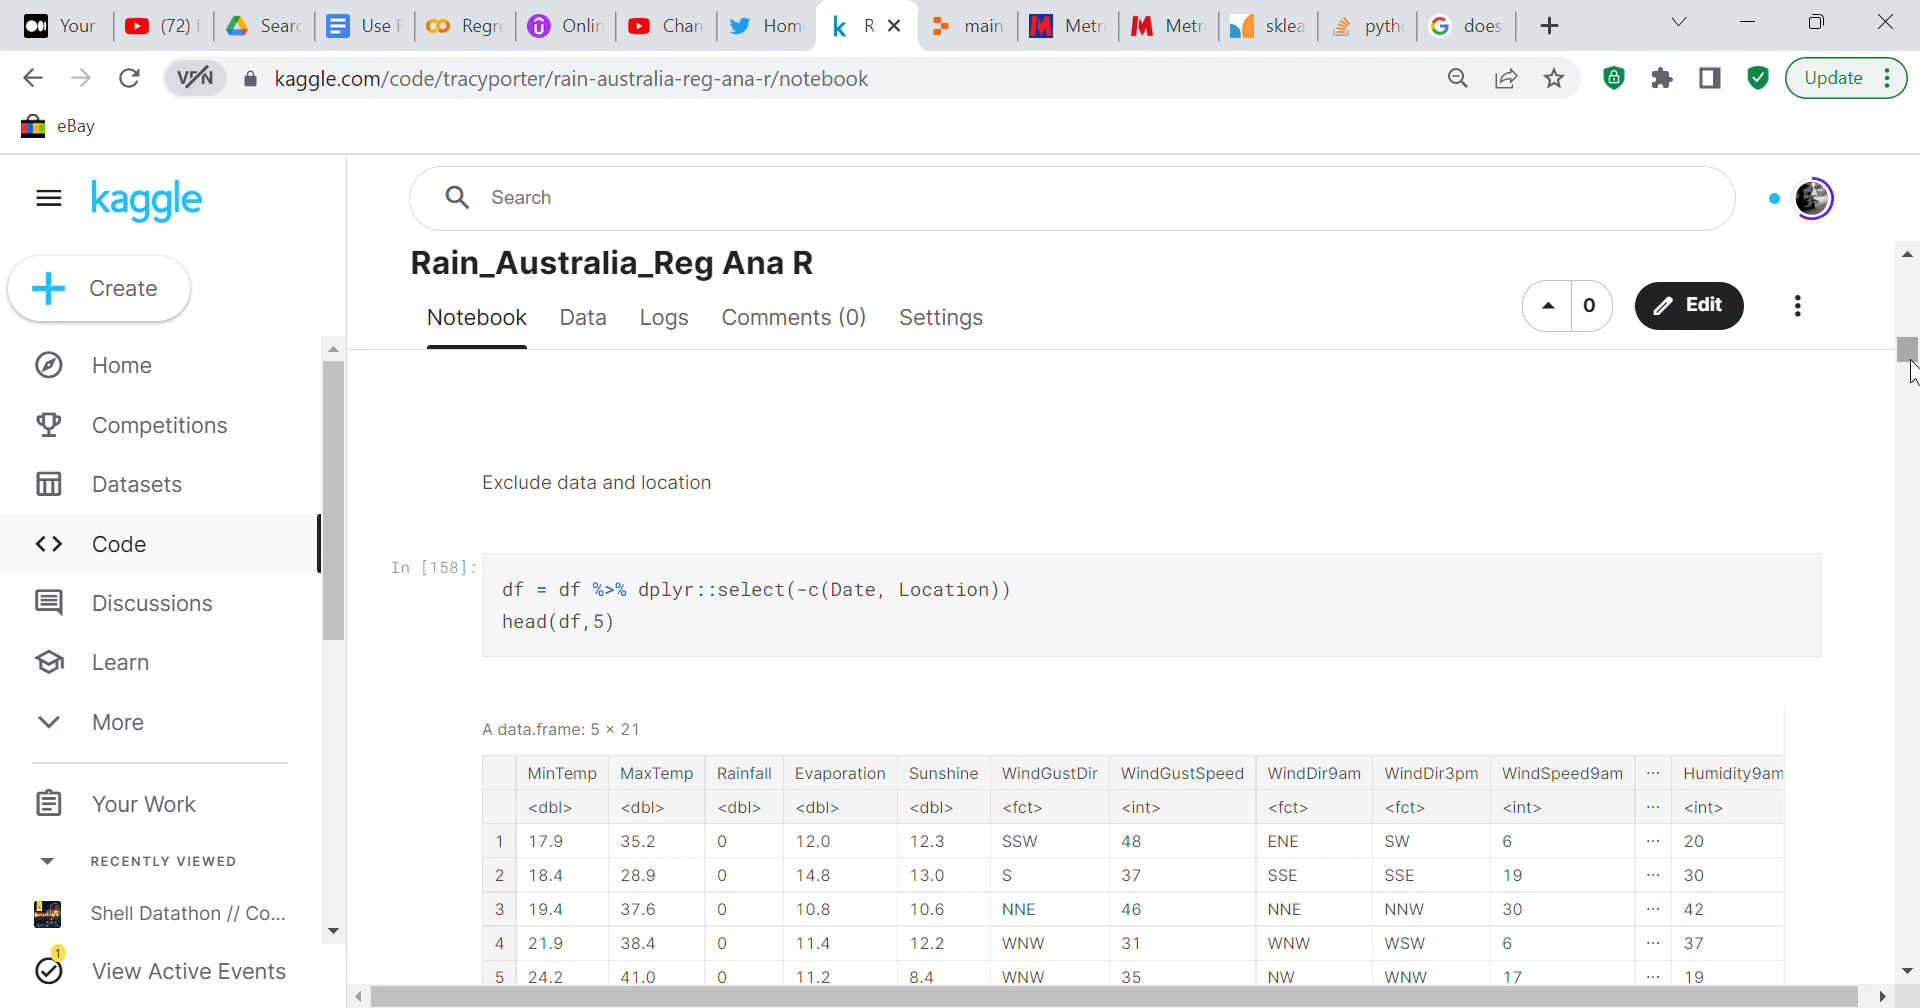 Your
(72)
Searc
Use F
Regre
Onlin
Chan
Home
R
main
Metr
Metr
sklea
pyth
does
VPN
kaggle.com/code/tracyporter/rain-australia-reg-ana-r/notebook
Update
eBay
kaggle
Search
Create
Rain_Australia_Reg Ana R
0
Edit
Notebook Data Logs Comments (0) Settings
Home
Competitions
Datasets
Code
Discussions
Learn
More
Your Work
RECENTLY VIEWED
Shell Datathon // Co...
1
View Active Events
Exclude data and location
In [158]:
df = df %>% dplyr::select(-c(Date, Location))
head(df,5)
A data.frame: 5 × 21
MinTemp MaxTemp Rainfall Evaporation Sunshine WindGustDir WindGustSpeed WindDir9am WindDir3pm WindSpeed9am ... Humidity9am
<dbl> <dbl> <dbl> <dbl> <dbl> <fct> <int> <fct> <fct> <int> ... <int>
1 17.9 35.2 0 12.0 12.3 SSW 48 ENE SW 6 ... 20
2 18.4 28.9 0 14.8 13.0 S 37 SSE SSE 19 ... 30
3 19.4 37.6 0 10.8 10.6 NNE 46 NNE NNW 30 ... 42
4 21.9 38.4 0 11.4 12.2 WNW 31 WNW WSW 6 ... 37
5 24.2 41.0 0 11.2 8.4 WNW 35 NW WNW 17 ... 19